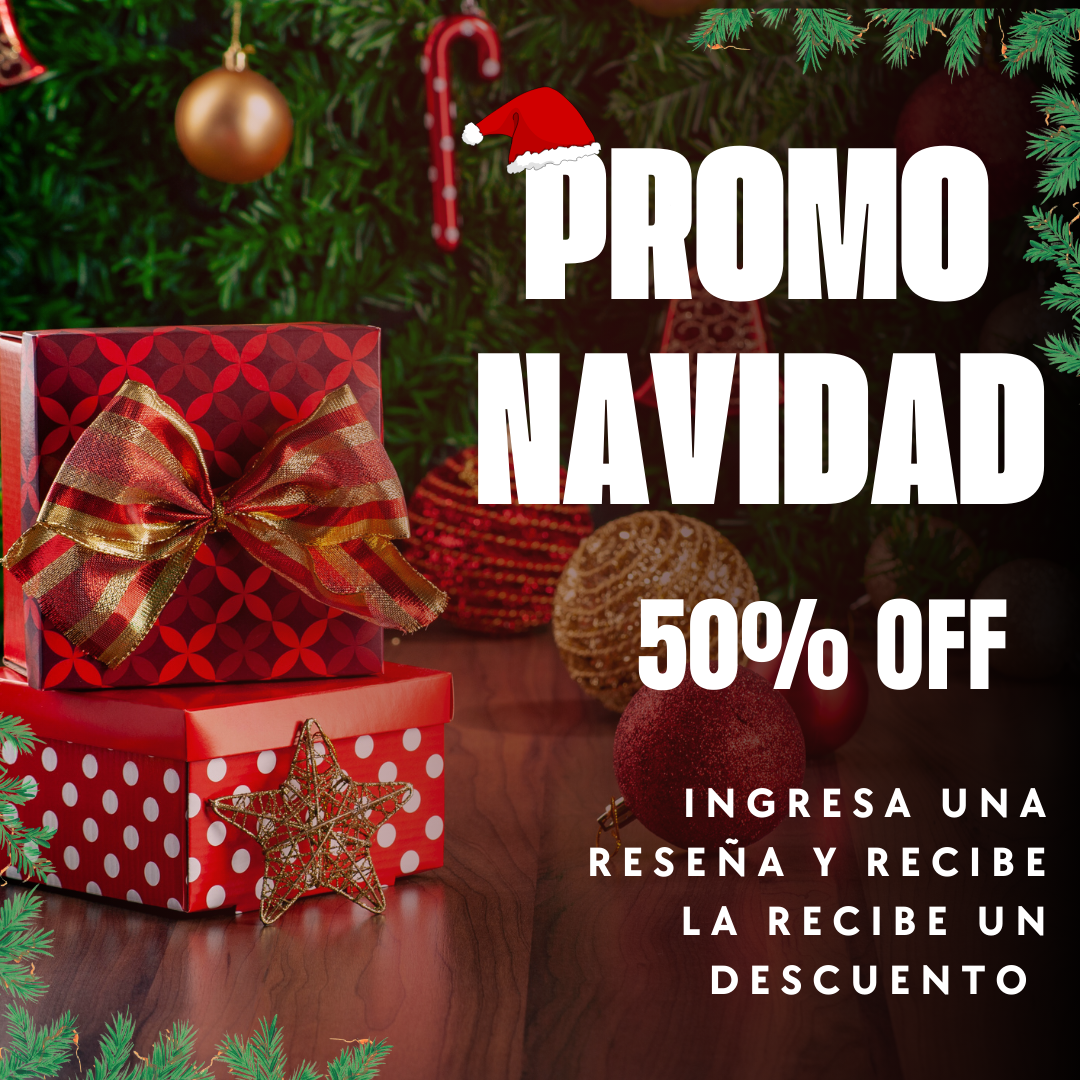 PROMO
NAVIDAD
50% OFF
INGRESA UNA
RESEÑA Y RECIBE
LA RECIBE UN
DESCUENTO